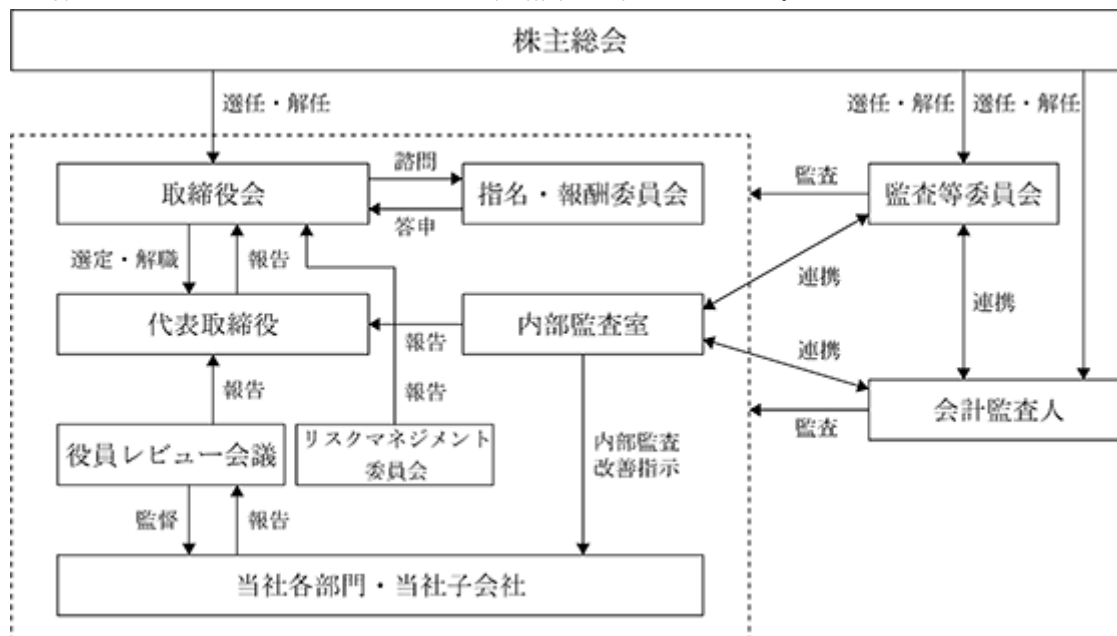 株主総会
選任・解任
選任・解任
選任・解任
諮問
取締役会
指名・報酬委員会
監査
監査等委員会
答申
選定・解職
報告
連携
連携
代表取締役
内部監査室
報告
連携
報告
報告
会計監査人
監査
役員レビュー会議
リスクマネジメント
委員会
内部監査
改善指示
監督
報告
当社各部門・当社子会社